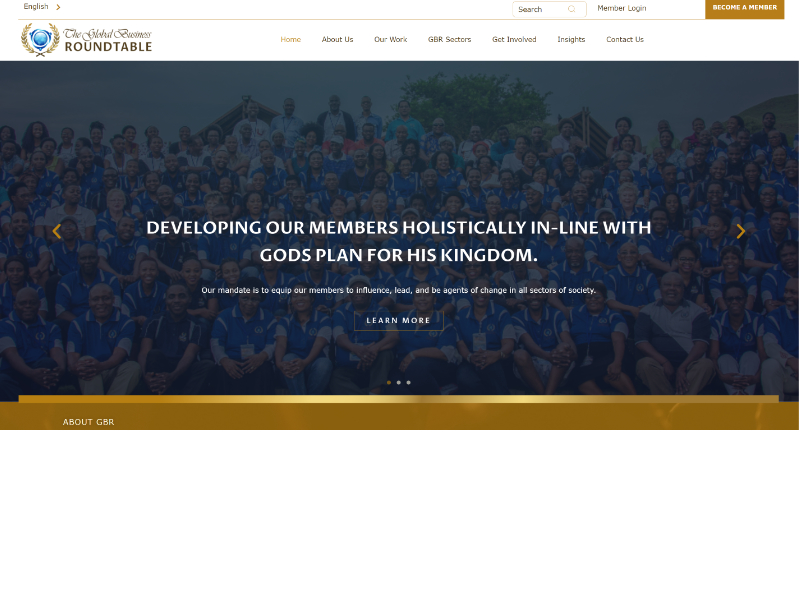 English
Search
Member Login
BECOME A MEMBER
The Global Business
ROUNDTABLE
Home
About Us
Our Work
GBR Sectors
Get Involved
Insights
Contact Us
DEVELOPING OUR MEMBERS HOLISTICALLY IN-LINE WITH
GODS PLAN FOR HIS KINGDOM.
Our mandate is to equip our members to influence, lead, and be agents of change in all sectors of society.
LEARN MORE
ABOUT GBR